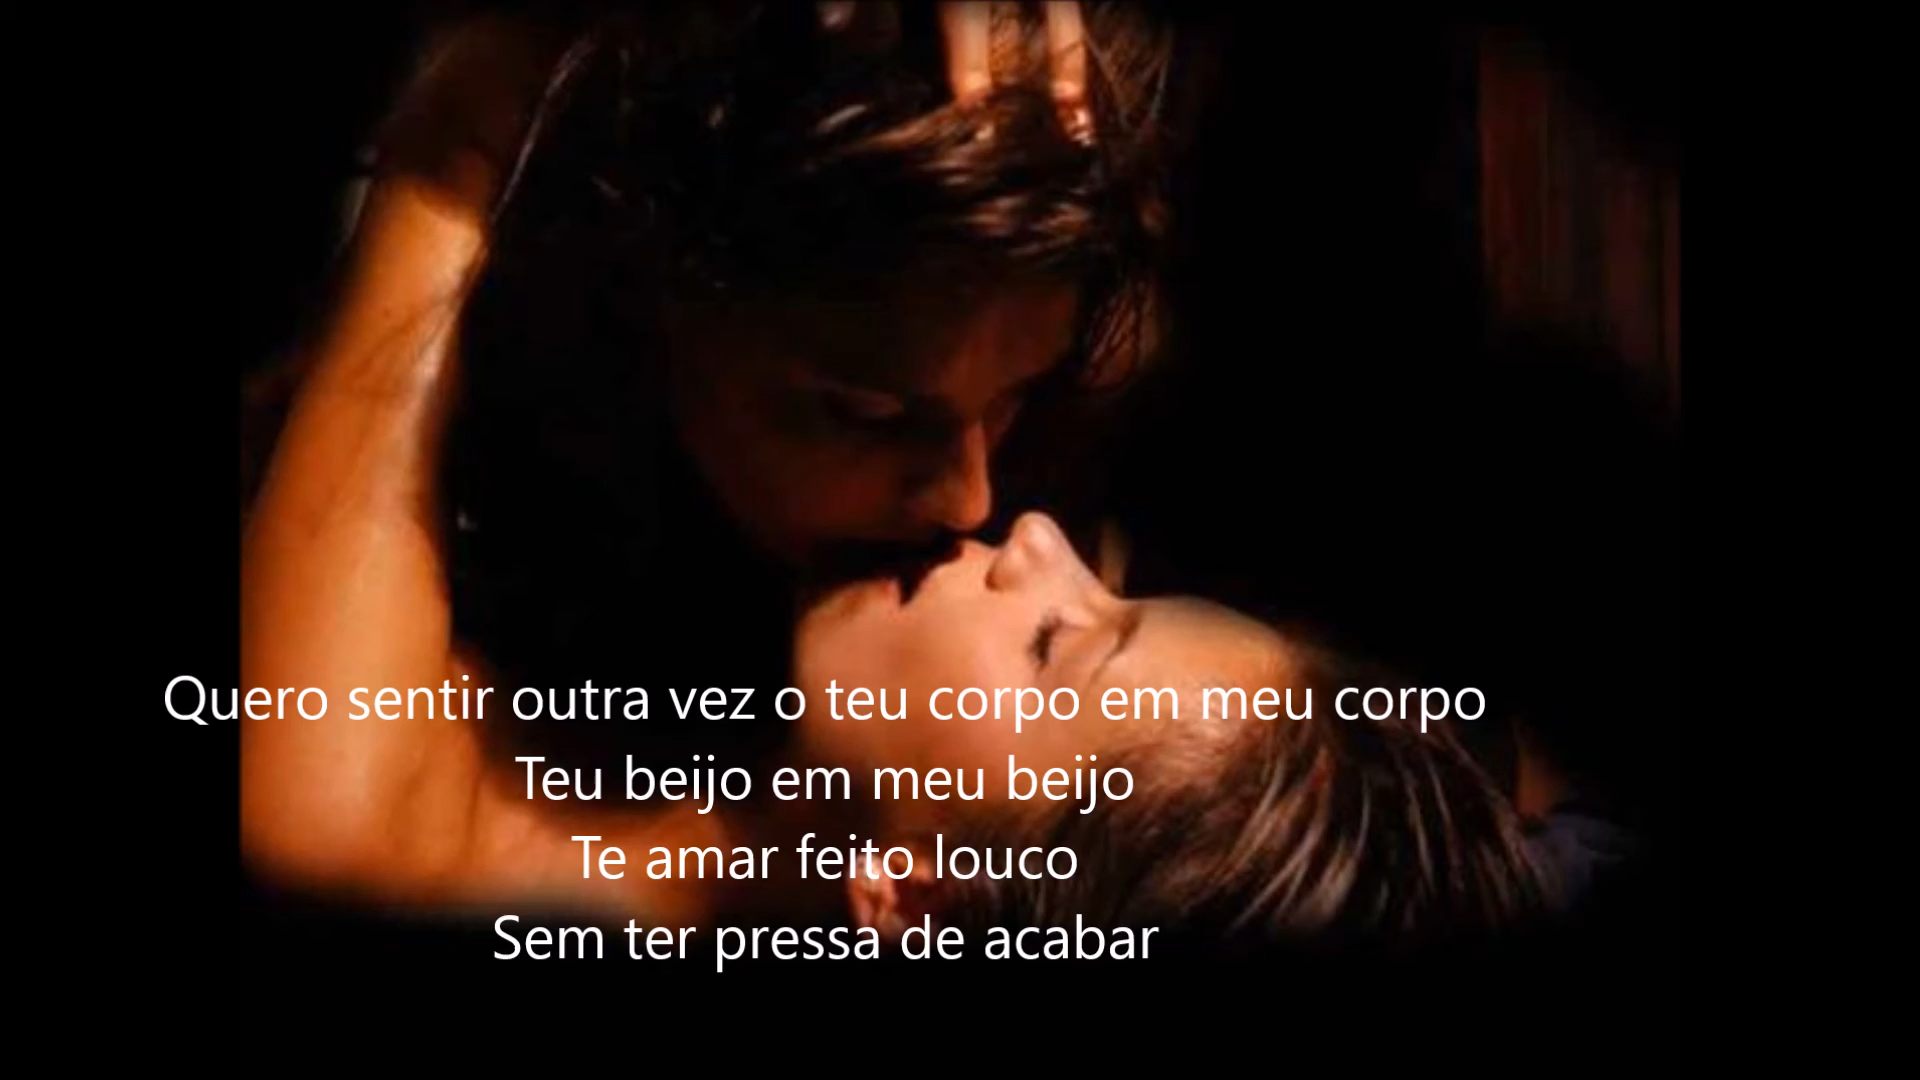 Quero sentir outra vez o teu corpo em meu corpo
Teu beijo em meu beijo
Te amar feito louco
Sem ter pressa de acabar